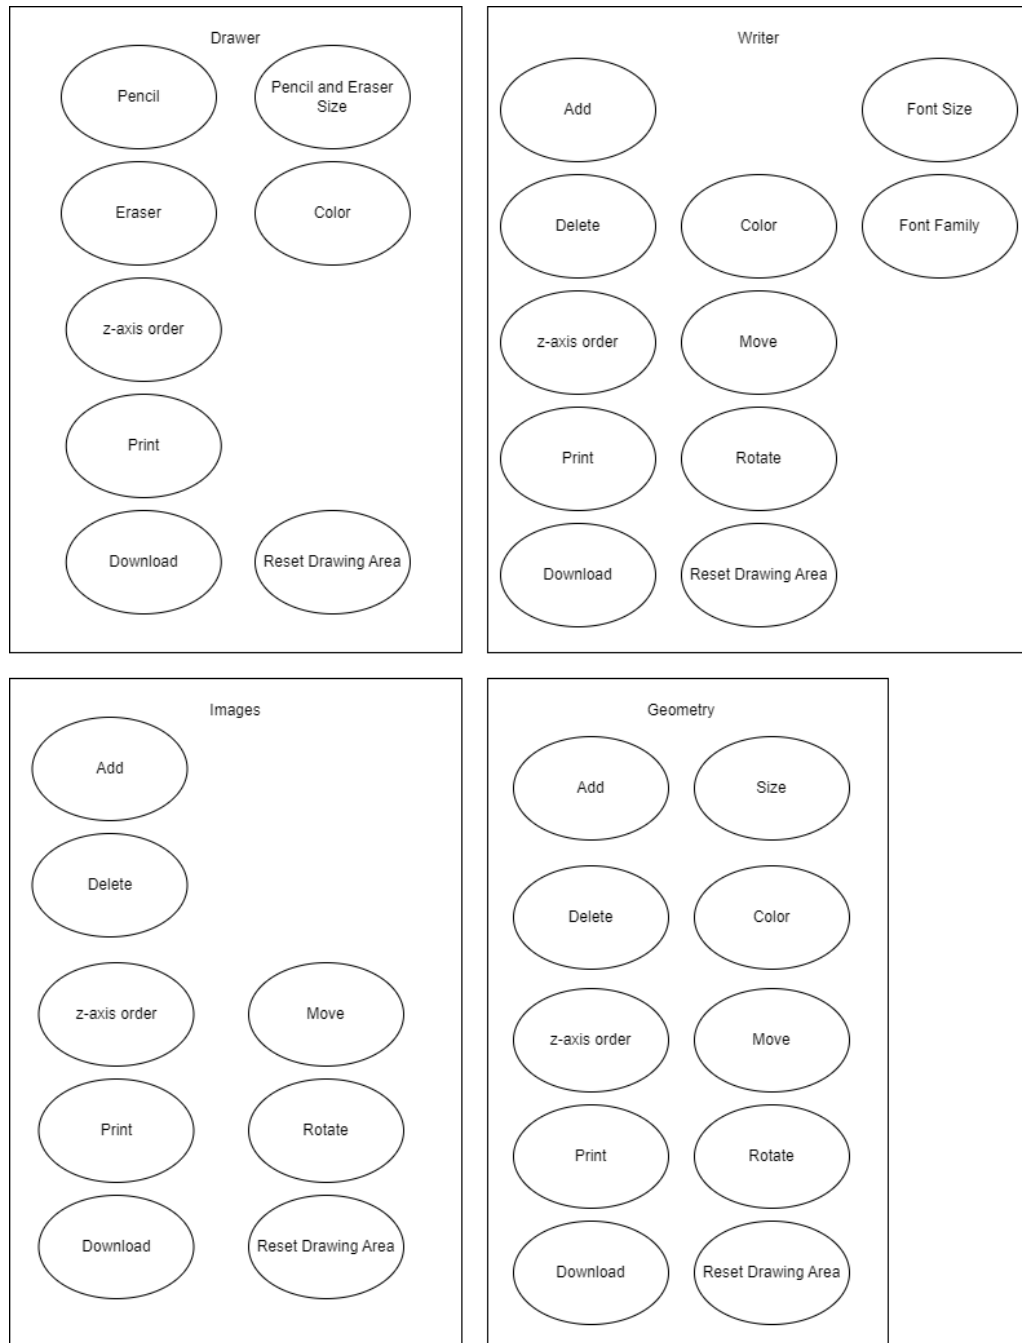 Drawer
Pencil
Pencil and Eraser
Size
Eraser
Color
z-axis order
Print
Download
Reset Drawing Area
Writer
Add
Font Size
Delete
Color
Font Family
z-axis order
Move
Print
Rotate
Download
Reset Drawing Area
Images
Add
Delete
z-axis order
Move
Print
Rotate
Download
Reset Drawing Area
Geometry
Add
Size
Delete
Color
z-axis order
Move
Print
Rotate
Download
Reset Drawing Area